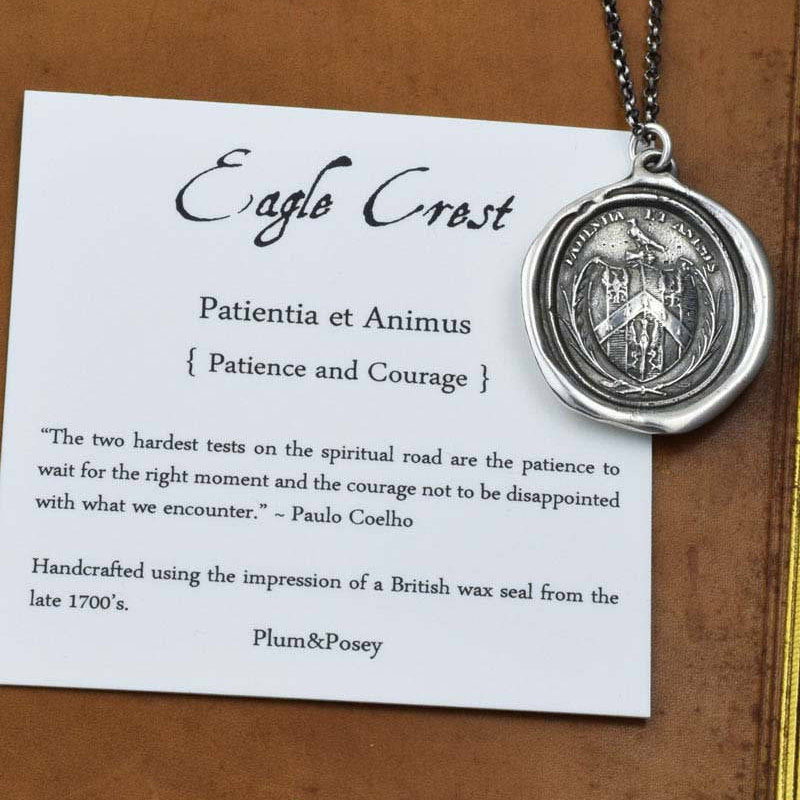 Eagle Crest
Patientia et Animus
{ Patience and Courage }
“The two hardest tests on the spiritual road are the patience to
wait for the right moment and the courage not to be disappointed
with what we encounter.” ~ Paulo Coelho
Handcrafted using the impression of a British wax seal from the
late 1700’s.
Plum&Posey
PATIENTIA ET ANIMUS